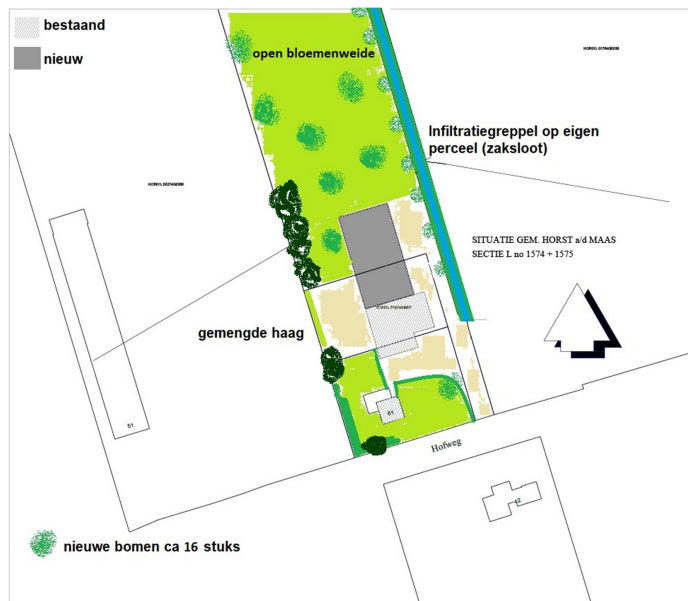 bestaand
nieuw
open bloemenweide
Infiltratiegreppel op eigen
perceel (zaksloot)
SITUATIE GEM. HORST a/d MAAS
SECTIE L no 1574 + 1575
gemengde haag
51
61
Hofweg
nieuwe bomen ca 16 stuks